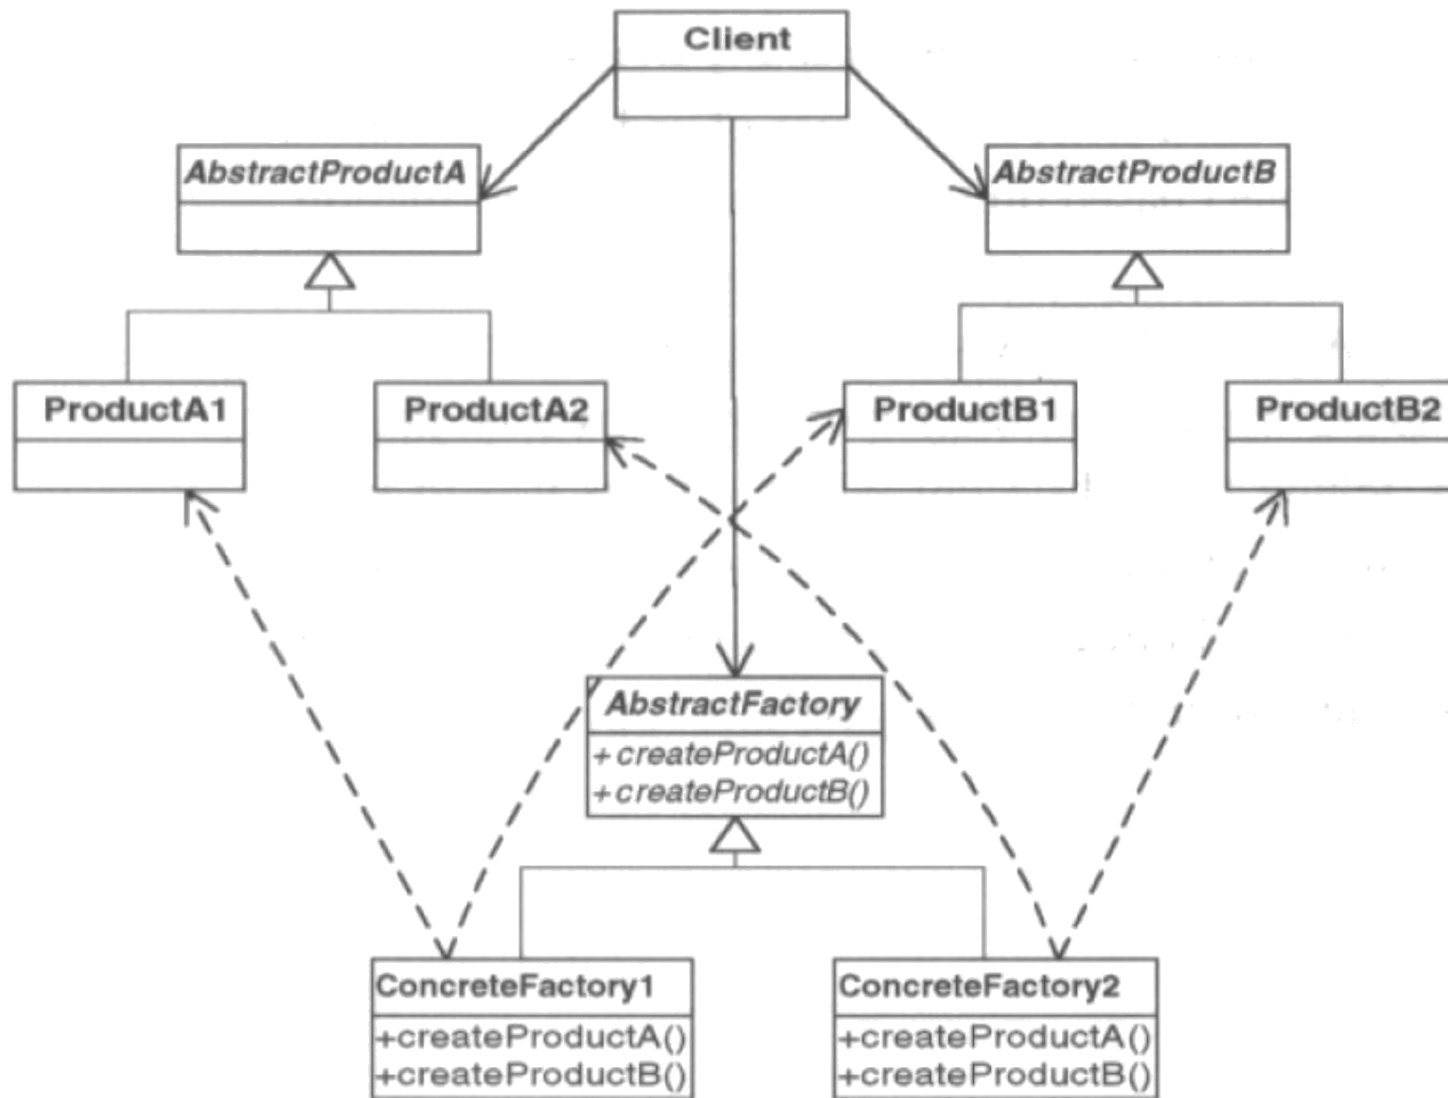 Client
AbstractProductA
AbstractProductB
ProductA1
ProductA2
ProductB1
ProductB2
AbstractFactory
+ createProductA()
+ createProductB()
ConcreteFactory1
+createProductA()
+createProductB()
ConcreteFactory2
+createProductA()
+createProductB()